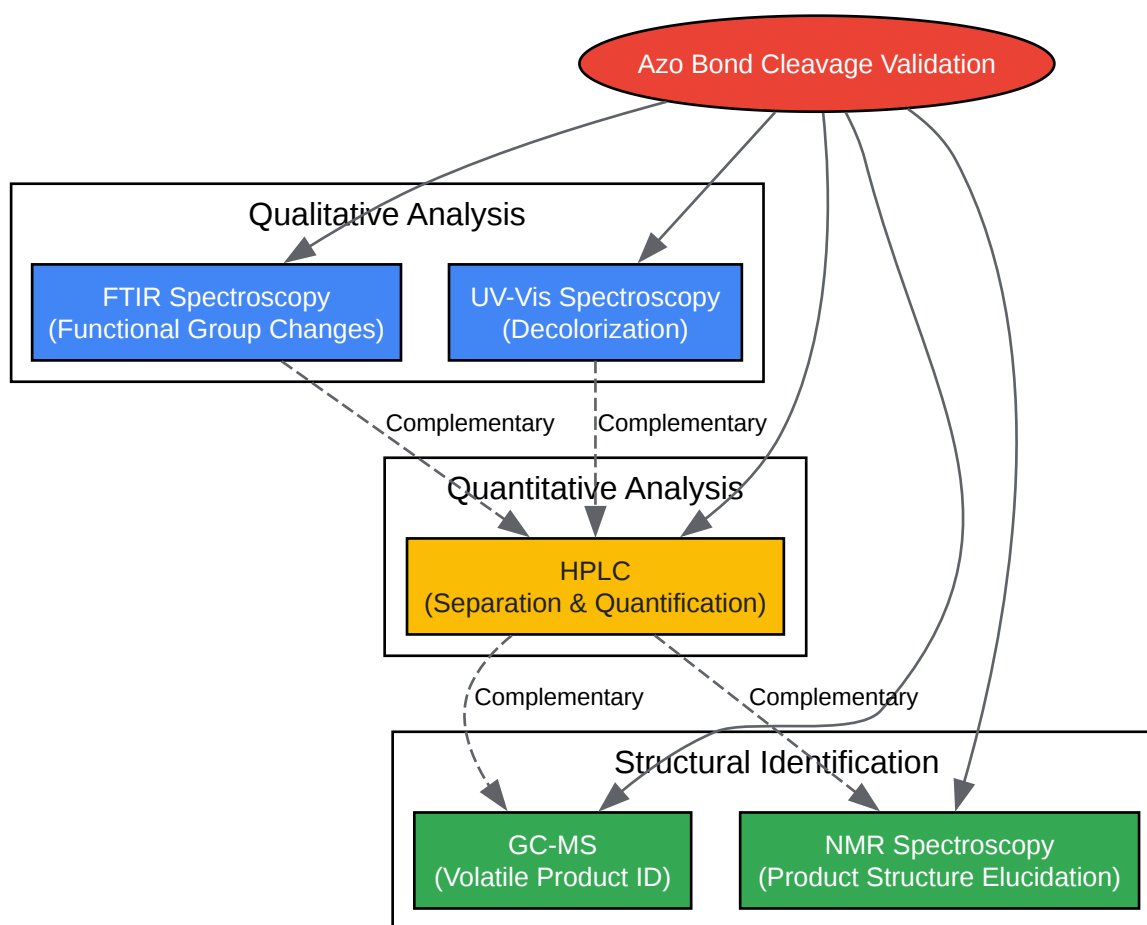 Azo Bond Cleavage Validation
Qualitative Analysis
FTIR Spectroscopy
(Functional Group Changes)
UV-Vis Spectroscopy
(Decolorization)
Complementary
Complementary
Quantitative Analysis
HPLC
(Separation & Quantification)
Complementary
Complementary
Structural Identification
GC-MS
(Volatile Product ID)
NMR Spectroscopy
(Product Structure Elucidation)